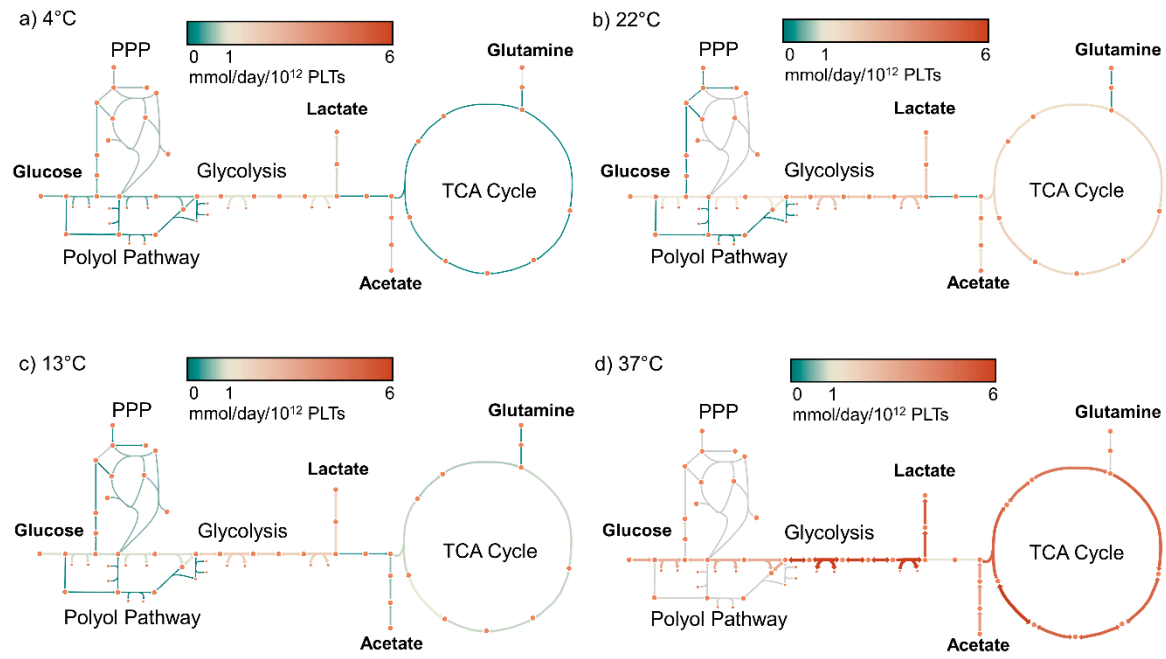 a) 4°C
0 1 6
mmol/day/10¹² PLTs
PPP
Glutamine
Lactate
Glucose
Glycolysis
TCA Cycle
Polyol Pathway
Acetate
b) 22°C
0 1 6
mmol/day/10¹² PLTs
PPP
Glutamine
Lactate
Glucose
Glycolysis
TCA Cycle
Polyol Pathway
Acetate
c) 13°C
0 1 6
mmol/day/10¹² PLTs
PPP
Glutamine
Lactate
Glucose
Glycolysis
TCA Cycle
Polyol Pathway
Acetate
d) 37°C
0 1 6
mmol/day/10¹² PLTs
PPP
Glutamine
Lactate
Glucose
Glycolysis
TCA Cycle
Polyol Pathway
Acetate